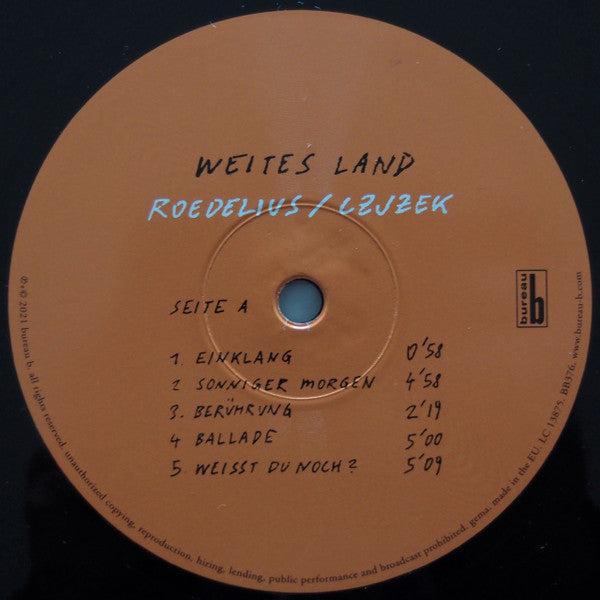 WEITES LAND
ROEDELIUS / CZJZEK
SEITE A
1. EINKLANG 0'58
2 SONNIGER MORGEN 4'58
3. BERÜHRUNG 2'19
4 BALLADE 5'00
5 WEISST DU NOCH? 5'09
bureau b
℗+© 2021 bureau b. all rights reserved. unauthorized copying, reproduction, hiring, lending, public performance and broadcast prohibited. gema. made in the EU. LC 13875. BB376. www.bureau-b.com